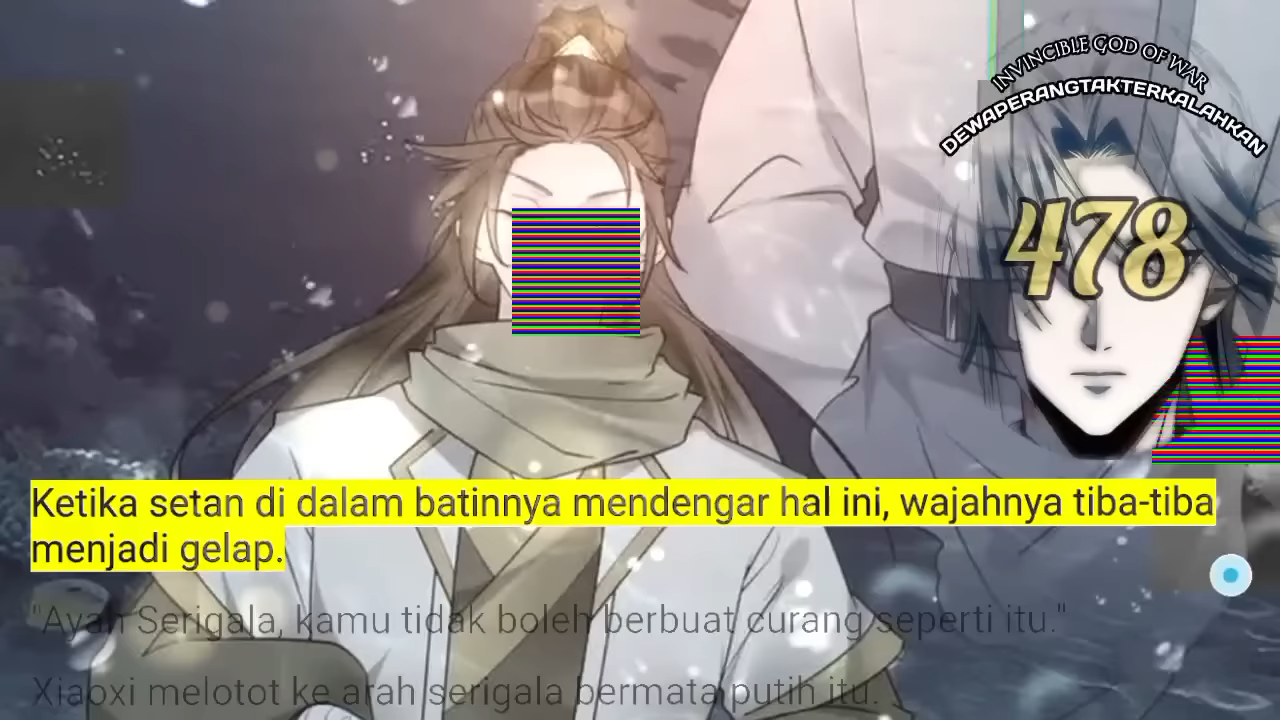 INVINCIBLE GOD OF WAR
DEWAPERANGTAKTERKALAHKAN
478
Ketika setan di dalam batinnya mendengar hal ini, wajahnya tiba-tiba
menjadi gelap.
"Ayah Serigala, kamu tidak boleh berbuat curang seperti itu."
Xiaoxi melotot ke arah serigala bermata putih itu.